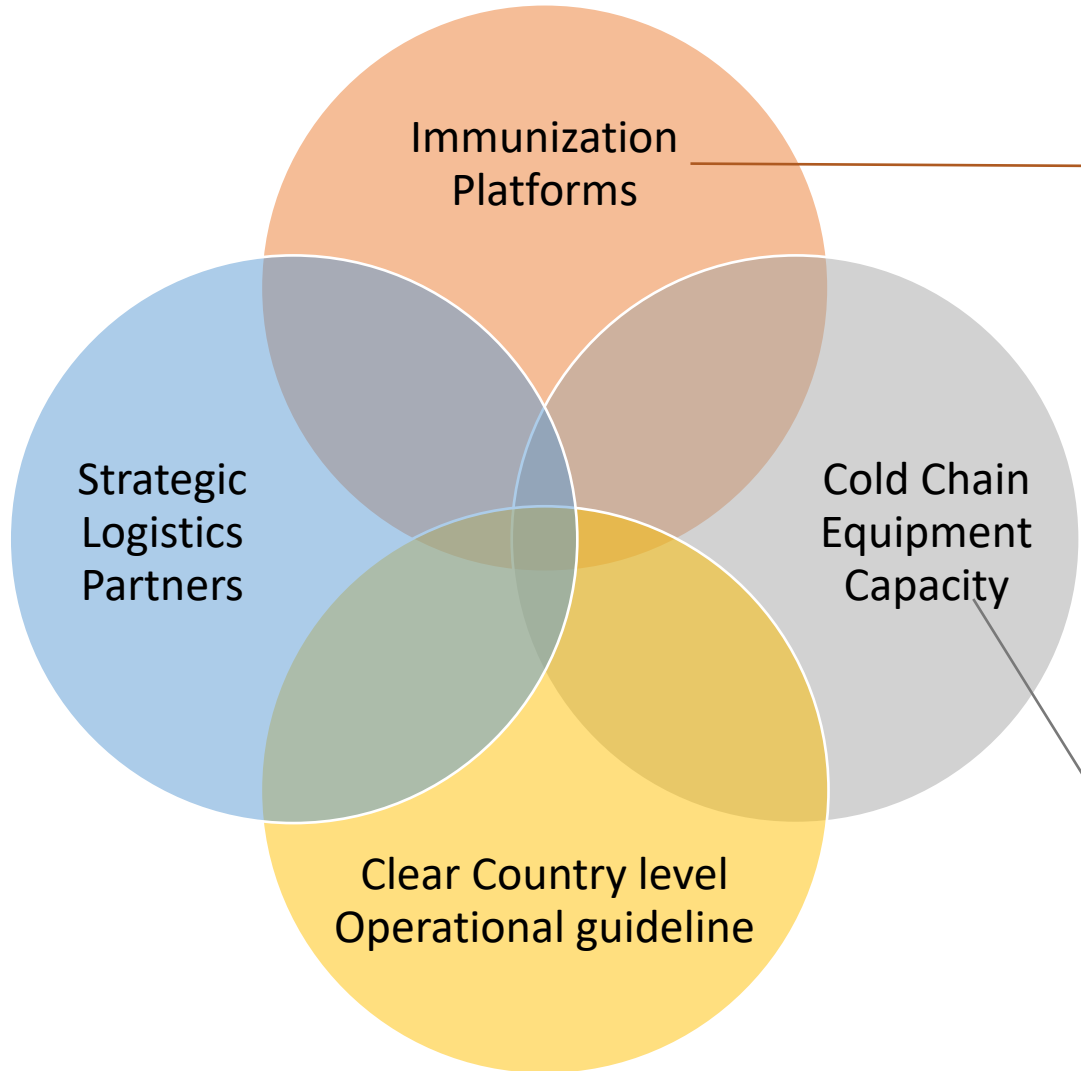 Immunization
Platforms
Strategic
Logistics
Partners
Cold Chain
Equipment
Capacity
Clear Country level
Operational guideline